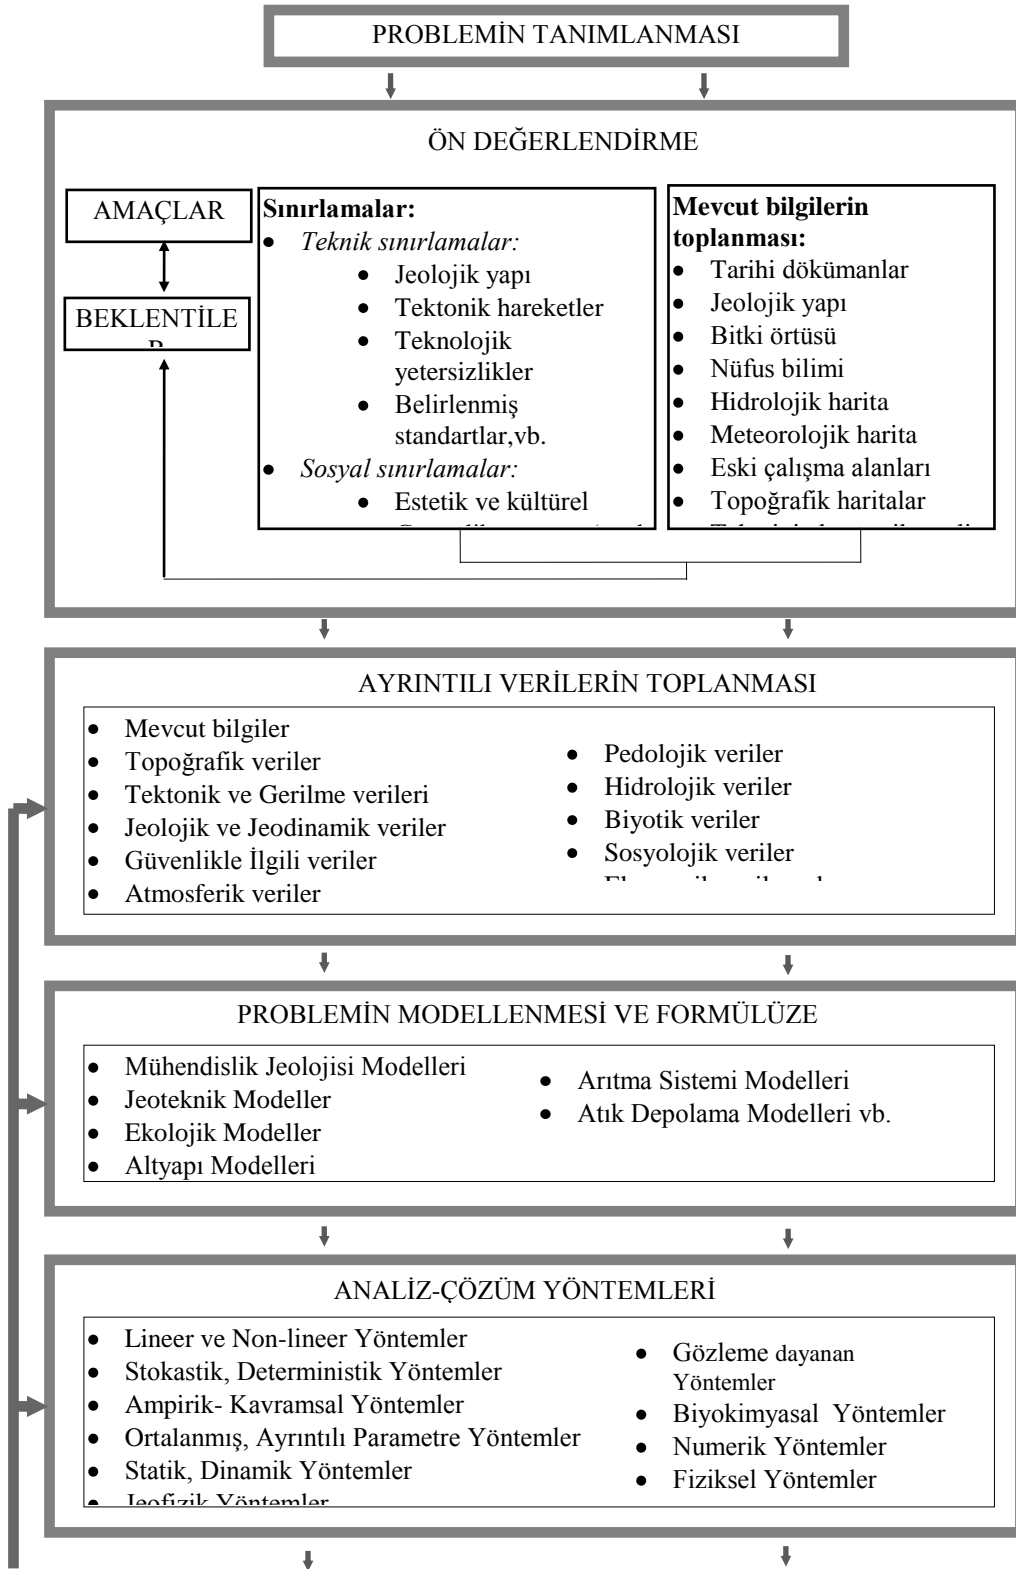 PROBLEMİN TANIMLANMASI
ÖN DEĞERLENDİRME
AMAÇLAR
BEKLENTİLE
Sınırlamalar:
Teknik sınırlamalar:
Jeolojik yapı
Tektonik hareketler
Teknolojik
yetersizlikler
Belirlenmiş
standartlar,vb.
Sosyal sınırlamalar:
Estetik ve kültürel
Mevcut bilgilerin
toplanması:
Tarihi dökümanlar
Jeolojik yapı
Bitki örtüsü
Nüfus bilimi
Hidrolojik harita
Meteorolojik harita
Eski çalışma alanları
Topoğrafik haritalar
AYRINTILI VERİLERİN TOPLANMASI
Mevcut bilgiler
Topoğrafik veriler
Tektonik ve Gerilme verileri
Jeolojik ve Jeodinamik veriler
Güvenlikle İlgili veriler
Atmosferik veriler
Pedolojik veriler
Hidrolojik veriler
Biyotik veriler
Sosyolojik veriler
PROBLEMİN MODELLENMESİ VE FORMÜLÜZE
Mühendislik Jeolojisi Modelleri
Jeoteknik Modeller
Ekolojik Modeller
Altyapı Modelleri
Arıtma Sistemi Modelleri
Atık Depolama Modelleri vb.
ANALİZ-ÇÖZÜM YÖNTEMLERİ
Lineer ve Non-lineer Yöntemler
Stokastik, Deterministik Yöntemler
Ampirik- Kavramsal Yöntemler
Ortalanmış, Ayrıntılı Parametre Yöntemler
Statik, Dinamik Yöntemler
Jeofizik Yöntemler
Gözleme dayanan
Yöntemler
Biyokimyasal Yöntemler
Numerik Yöntemler
Fiziksel Yöntemler